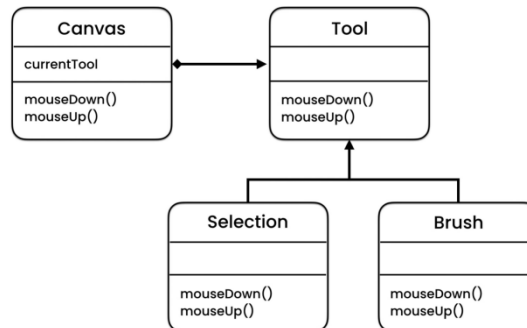 Canvas
currentTool
mouseDown()
mouseUp()
Tool
mouseDown()
mouseUp()
Selection
mouseDown()
mouseUp()
Brush
mouseDown()
mouseUp()